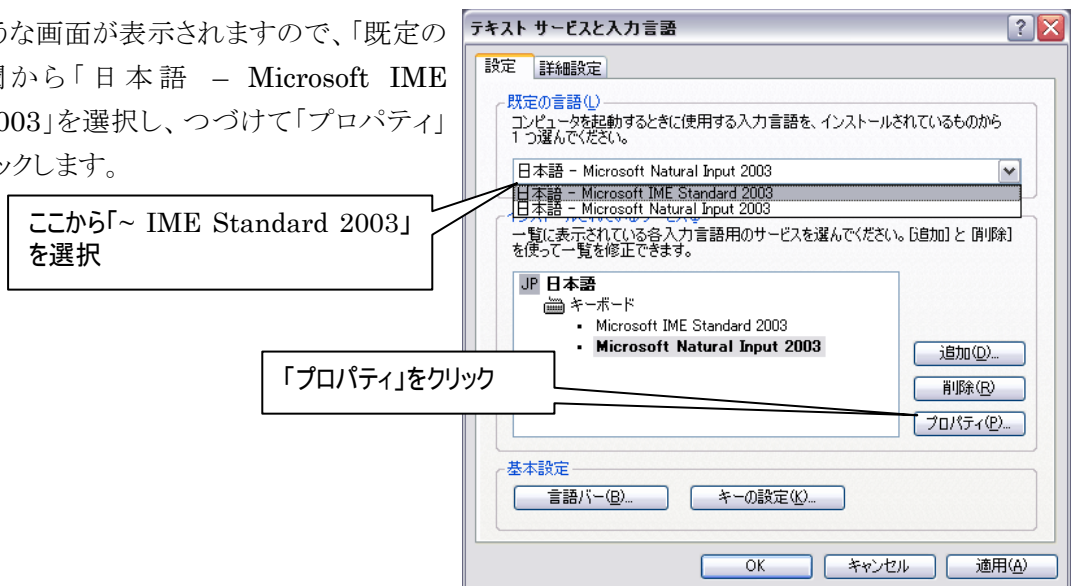 うな画面が表示されますので、「既定の
から「日本語 – Microsoft IME
003」を選択し、つづけて「プロパティ」
ックします。
ここから「~ IME Standard 2003」
を選択
「プロパティ」をクリック
テキスト サービスと入力言語
設定
詳細設定
既定の言語(L)
コンピュータを起動するときに使用する入力言語を、インストールされているものから
1 つ選んでください。
日本語 - Microsoft Natural Input 2003
日本語 - Microsoft IME Standard 2003
日本語 - Microsoft Natural Input 2003
一覧に表示されている各入力言語用のサービスを選んでください。[追加] と [削除]
を使って一覧を修正できます。
JP 日本語
キーボード
• Microsoft IME Standard 2003
• Microsoft Natural Input 2003
追加(D)...
削除(R)
プロパティ(P)...
基本設定
言語バー(B)...
キーの設定(K)...
OK
キャンセル
適用(A)